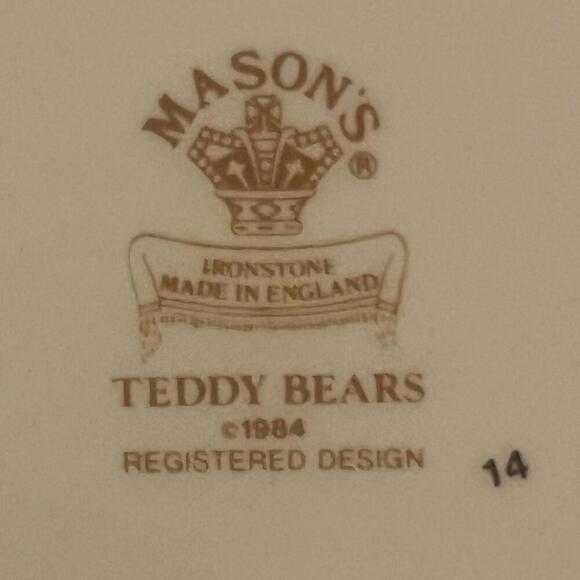 MASON'S®
IRONSTONE
MADE IN ENGLAND
TEDDY BEARS
©1984
REGISTERED DESIGN
14